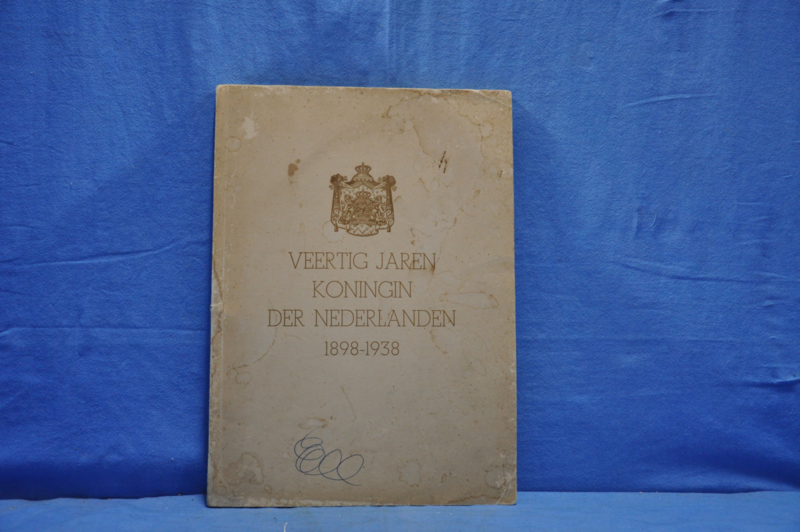 VEERTIG JAREN
KONINGIN
DER NEDERLANDEN
1898-1938